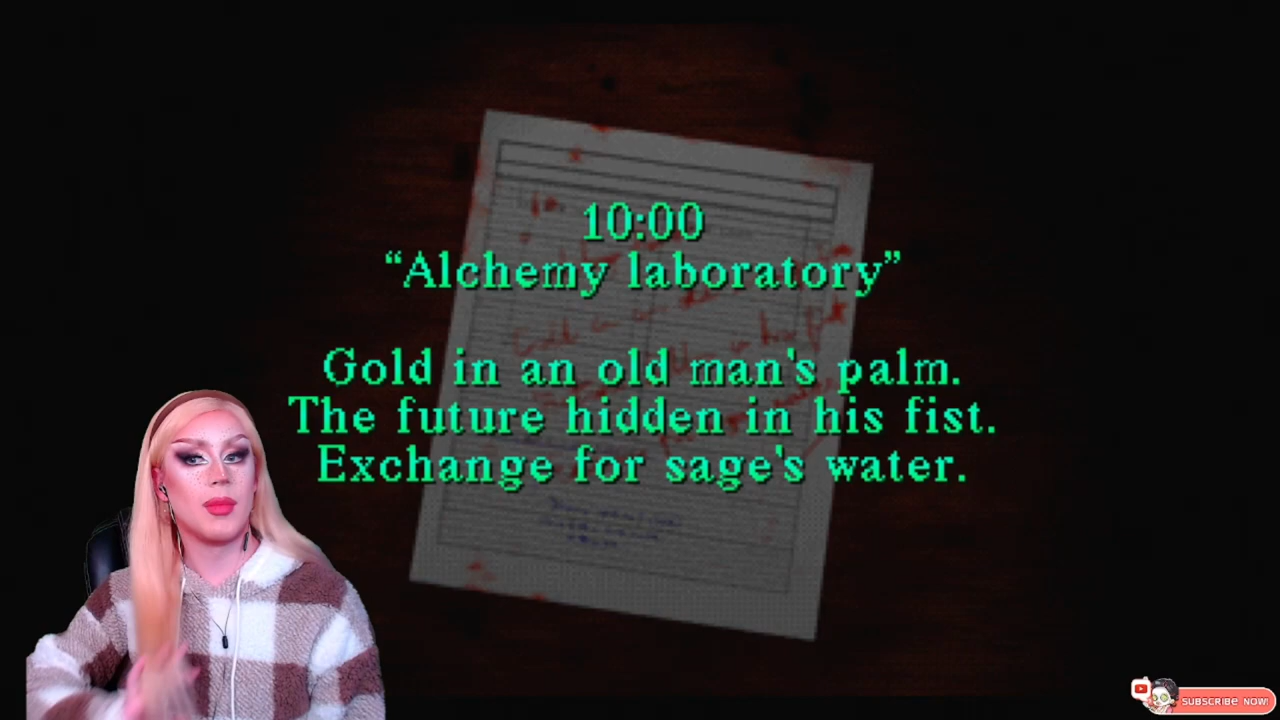 10:00
“Alchemy laboratory”
Gold in an old man's palm.
The future hidden in his fist.
Exchange for sage's water.
SUBSCRIBE NOW!